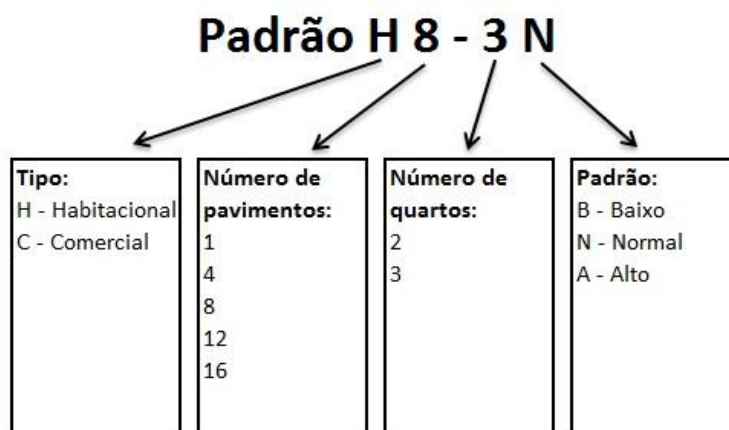 Padrão H 8 - 3 N
Tipo:
H - Habitacional
C - Comercial
Número de
pavimentos:
1
4
8
12
16
Número de
quartos:
2
3
Padrão:
B - Baixo
N - Normal
A - Alto